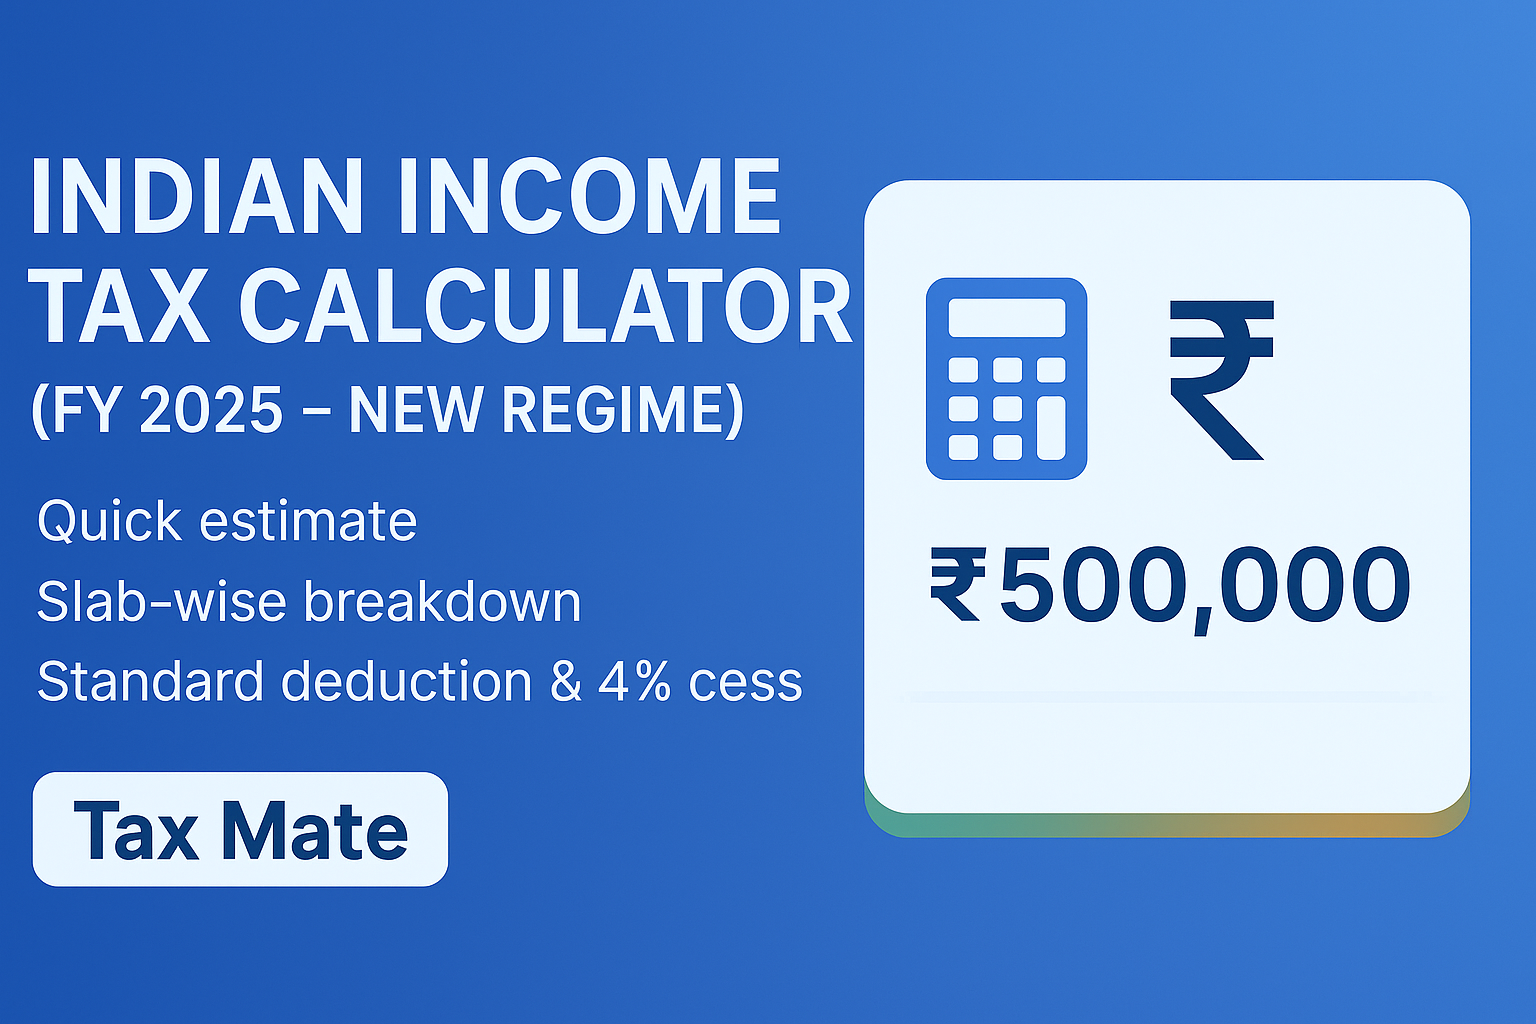 INDIAN INCOME
TAX CALCULATOR
(FY 2025 – NEW REGIME)
Quick estimate
Slab-wise breakdown
Standard deduction & 4% cess
Tax Mate
₹
₹500,000